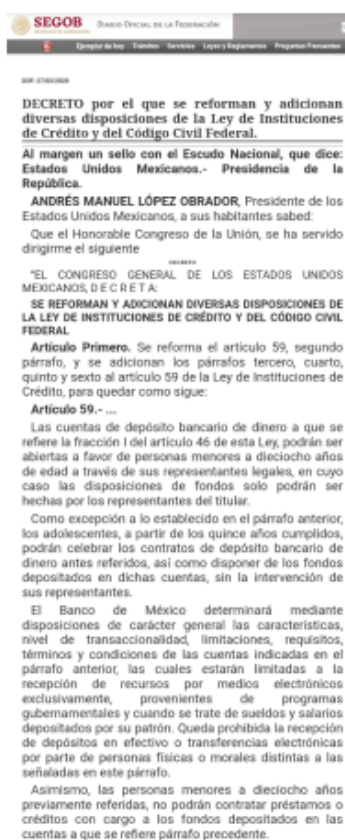 SEGOB
DIARIO OFICIAL DE LA FEDERACIÓN
Ejemplar de hoy Trámites Servicios Leyes y Reglamentos Preguntas Frecuentes
DOF: 27/03/2020
DECRETO por el que se reforman y adicionan
diversas disposiciones de la Ley de Instituciones
de Crédito y del Código Civil Federal.
Al margen un sello con el Escudo Nacional, que dice:
Estados Unidos Mexicanos.- Presidencia de la
República.
ANDRÉS MANUEL LÓPEZ OBRADOR, Presidente de los
Estados Unidos Mexicanos, a sus habitantes sabed:
Que el Honorable Congreso de la Unión, se ha servido
dirigirme el siguiente
DECRETO
"EL CONGRESO GENERAL DE LOS ESTADOS UNIDOS
MEXICANOS, D E C R E T A:
SE REFORMAN Y ADICIONAN DIVERSAS DISPOSICIONES DE
LA LEY DE INSTITUCIONES DE CRÉDITO Y DEL CÓDIGO CIVIL
FEDERAL
Artículo Primero. Se reforma el artículo 59, segundo
párrafo, y se adicionan los párrafos tercero, cuarto,
quinto y sexto al artículo 59 de la Ley de Instituciones de
Crédito, para quedar como sigue:
Artículo 59.- ...
Las cuentas de depósito bancario de dinero a que se
refiere la fracción I del artículo 46 de esta Ley, podrán ser
abiertas a favor de personas menores a dieciocho años
de edad a través de sus representantes legales, en cuyo
caso las disposiciones de fondos solo podrán ser
hechas por los representantes del titular.
Como excepción a lo establecido en el párrafo anterior,
los adolescentes, a partir de los quince años cumplidos,
podrán celebrar los contratos de depósito bancario de
dinero antes referidos, así como disponer de los fondos
depositados en dichas cuentas, sin la intervención de
sus representantes.
El Banco de México determinará mediante
disposiciones de carácter general las características,
nivel de transaccionalidad, limitaciones, requisitos,
términos y condiciones de las cuentas indicadas en el
párrafo anterior, las cuales estarán limitadas a la
recepción de recursos por medios electrónicos
exclusivamente, provenientes de programas
gubernamentales y cuando se trate de sueldos y salarios
depositados por su patrón. Queda prohibida la recepción
de depósitos en efectivo o transferencias electrónicas
por parte de personas físicas o morales distintas a las
señaladas en este párrafo.
Asimismo, las personas menores a dieciocho años
previamente referidas, no podrán contratar préstamos o
créditos con cargo a los fondos depositados en las
cuentas a que se refiere párrafo precedente.